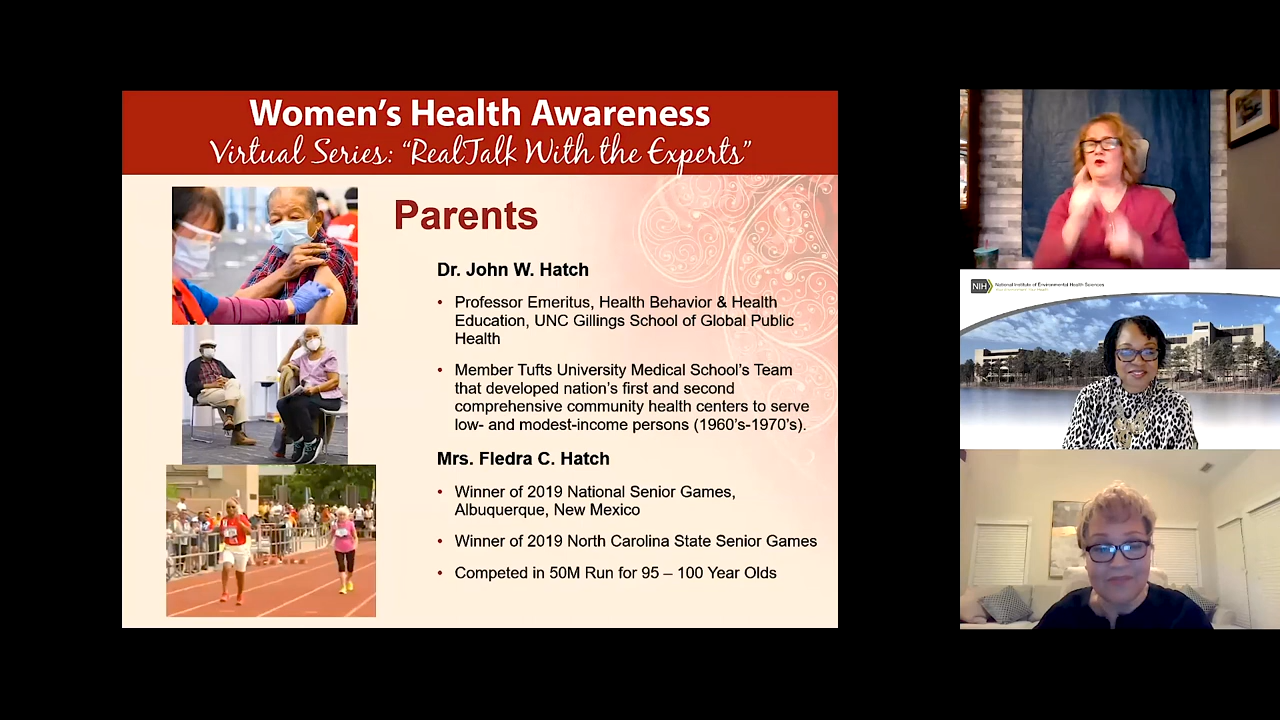 Women's Health Awareness
Virtual Series: "RealTalk With the Experts"
Parents
Dr. John W. Hatch
• Professor Emeritus, Health Behavior & Health
Education, UNC Gillings School of Global Public
Health
• Member Tufts University Medical School's Team
that developed nation's first and second
comprehensive community health centers to serve
low- and modest-income persons (1960's-1970's).
Mrs. Fledra C. Hatch
• Winner of 2019 National Senior Games,
Albuquerque, New Mexico
• Winner of 2019 North Carolina State Senior Games
• Competed in 50M Run for 95 – 100 Year Olds
NIH National Institute of Environmental Health Sciences